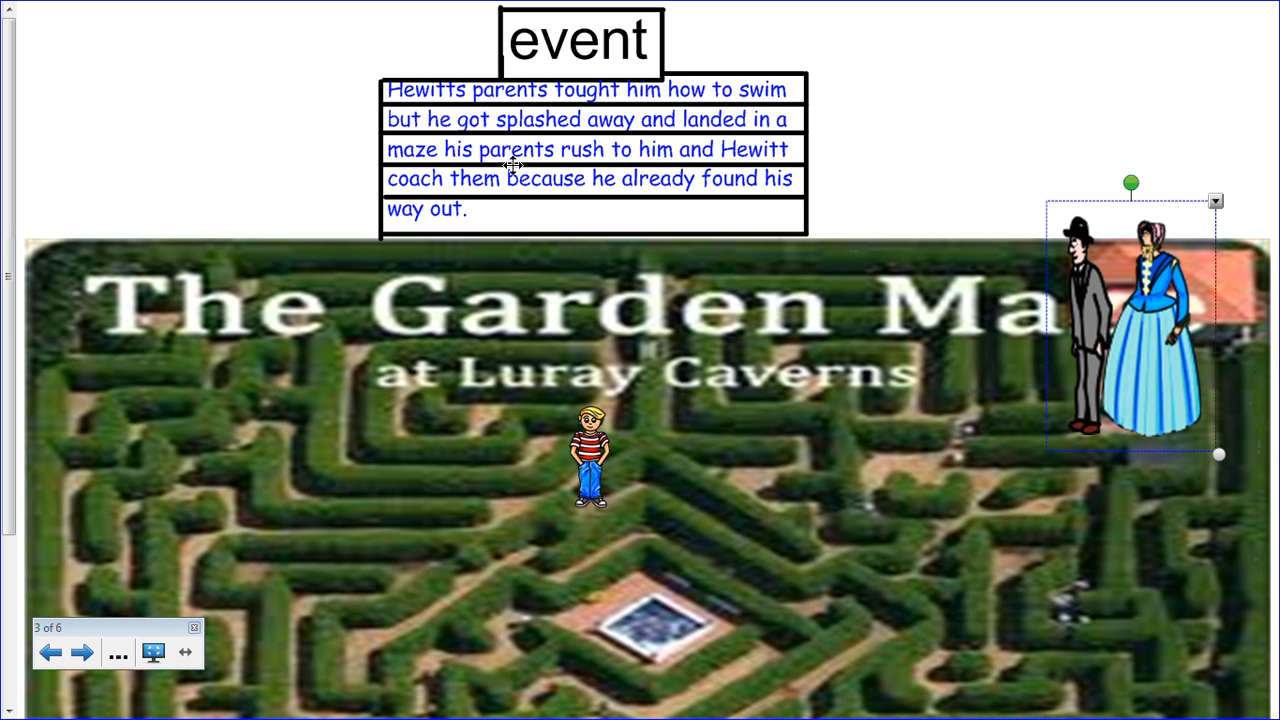 event
Hewitts parents tought him how to swim
but he got splashed away and landed in a
maze his parents rush to him and Hewitt
coach them because he already found his
way out.
The Garden Ma
at Luray Caverns
3 of 6